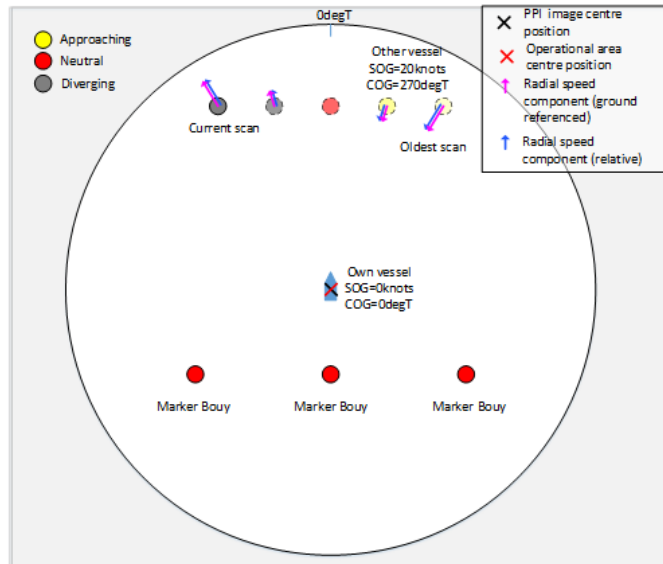 0degT
Approaching
Neutral
Diverging
Other vessel
SOG=20knots
COG=270degT
Current scan
Oldest scan
PPI image centre
position
Operational area
centre position
Radial speed
component (ground
referenced)
Radial speed
component (relative)
Own vessel
SOG=0knots
COG=0degT
Marker Bouy
Marker Bouy
Marker Bouy